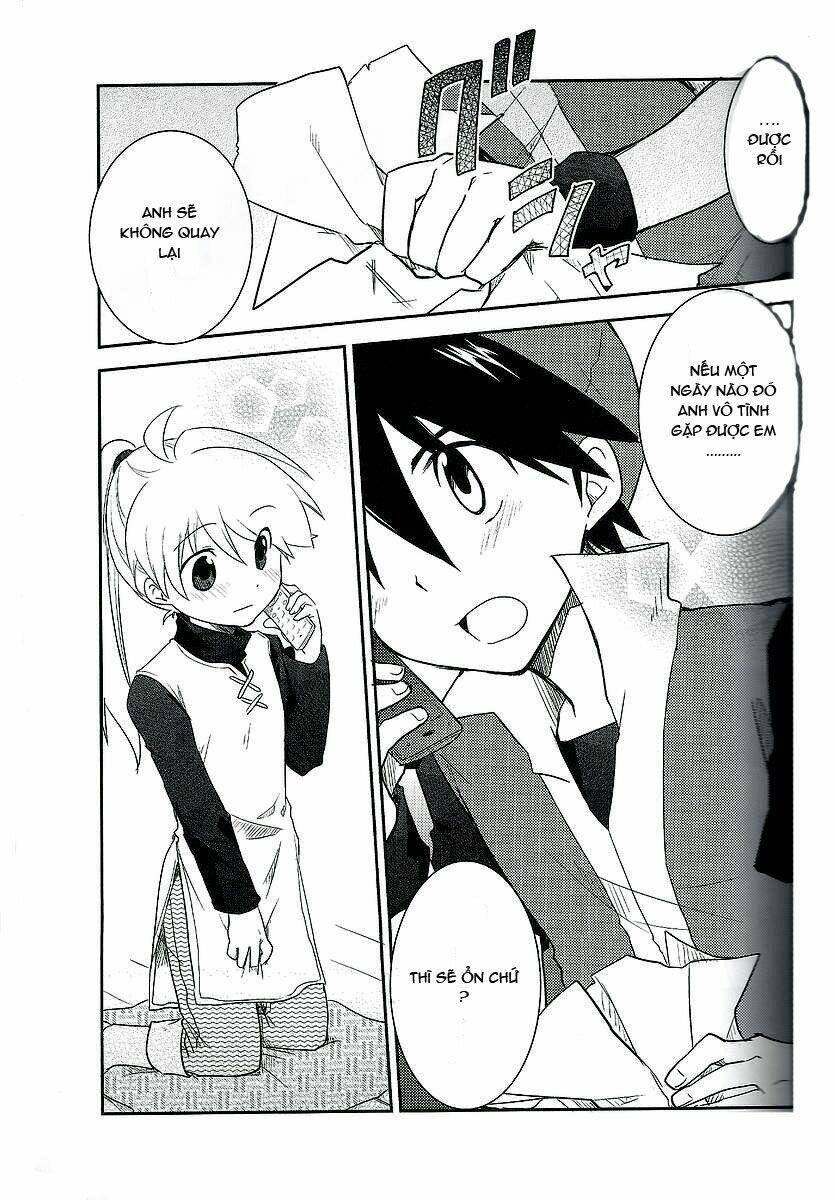 ....
ĐƯỢC
RỒI
ANH SẼ
KHÔNG QUAY
LẠI
NẾU MỘT
NGÀY NÀO ĐÓ
ANH VÔ TÌNH
GẶP ĐƯỢC EM
.........
THÌ SẼ ỔN CHỨ
?